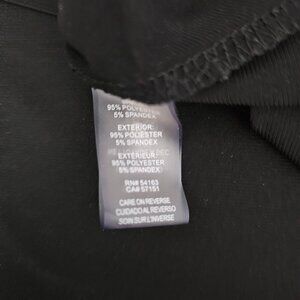 95% POLYESTER
5% SPANDEX
EXTERIOR:
95% POLYESTER
5% SPANDEX
EXTERIEUR:
95% POLYESTER
5% SPANDEX
RN# 54163
CA# 57151
CARE ON REVERSE
CUIDADO AL REVERSO
SOIN SUR L'INVERSE